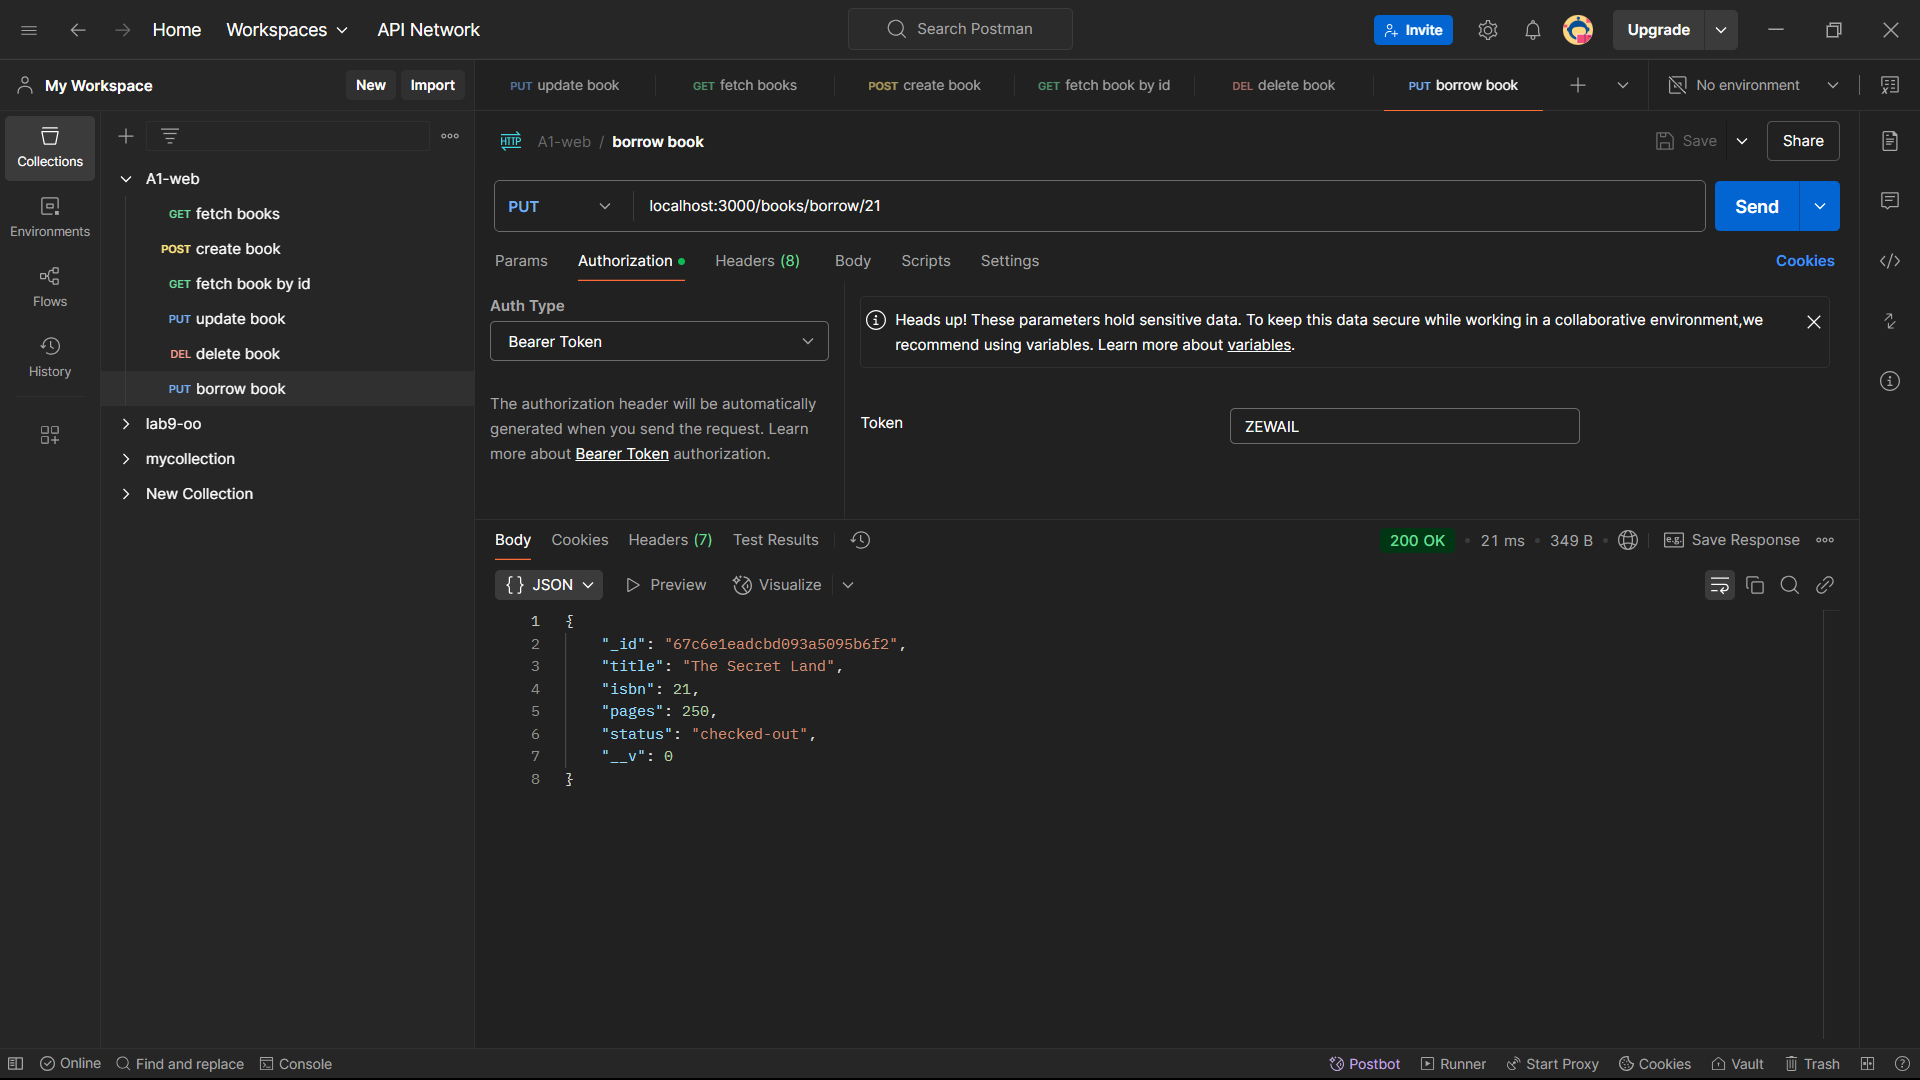 Home
Workspaces
API Network
Search Postman
Invite
Upgrade
My Workspace
New
Import
PUT update book
GET fetch books
POST create book
GET fetch book by id
DEL delete book
PUT borrow book
No environment
Collections
Environments
Flows
History
A1-web
GET fetch books
POST create book
GET fetch book by id
PUT update book
DEL delete book
PUT borrow book
lab9-oo
mycollection
New Collection
HTTP
A1-web / borrow book
Save
Share
PUT
localhost:3000/books/borrow/21
Send
Params
Authorization
Headers (8)
Body
Scripts
Settings
Cookies
Auth Type
Bearer Token
The authorization header will be automatically
generated when you send the request. Learn
more about Bearer Token authorization.
Heads up! These parameters hold sensitive data. To keep this data secure while working in a collaborative environment,we
recommend using variables. Learn more about variables.
Token
ZEWAIL
Body
Cookies
Headers (7)
Test Results
200 OK
21 ms
349 B
e.g. Save Response
{} JSON
Preview
Visualize
1 {
2 "_id": "67c6e1eadcbd093a5095b6f2",
3 "title": "The Secret Land",
4 "isbn": 21,
5 "pages": 250,
6 "status": "checked-out",
7 "__v": 0
8 }
Online
Find and replace
Console
Postbot
Runner
Start Proxy
Cookies
Vault
Trash